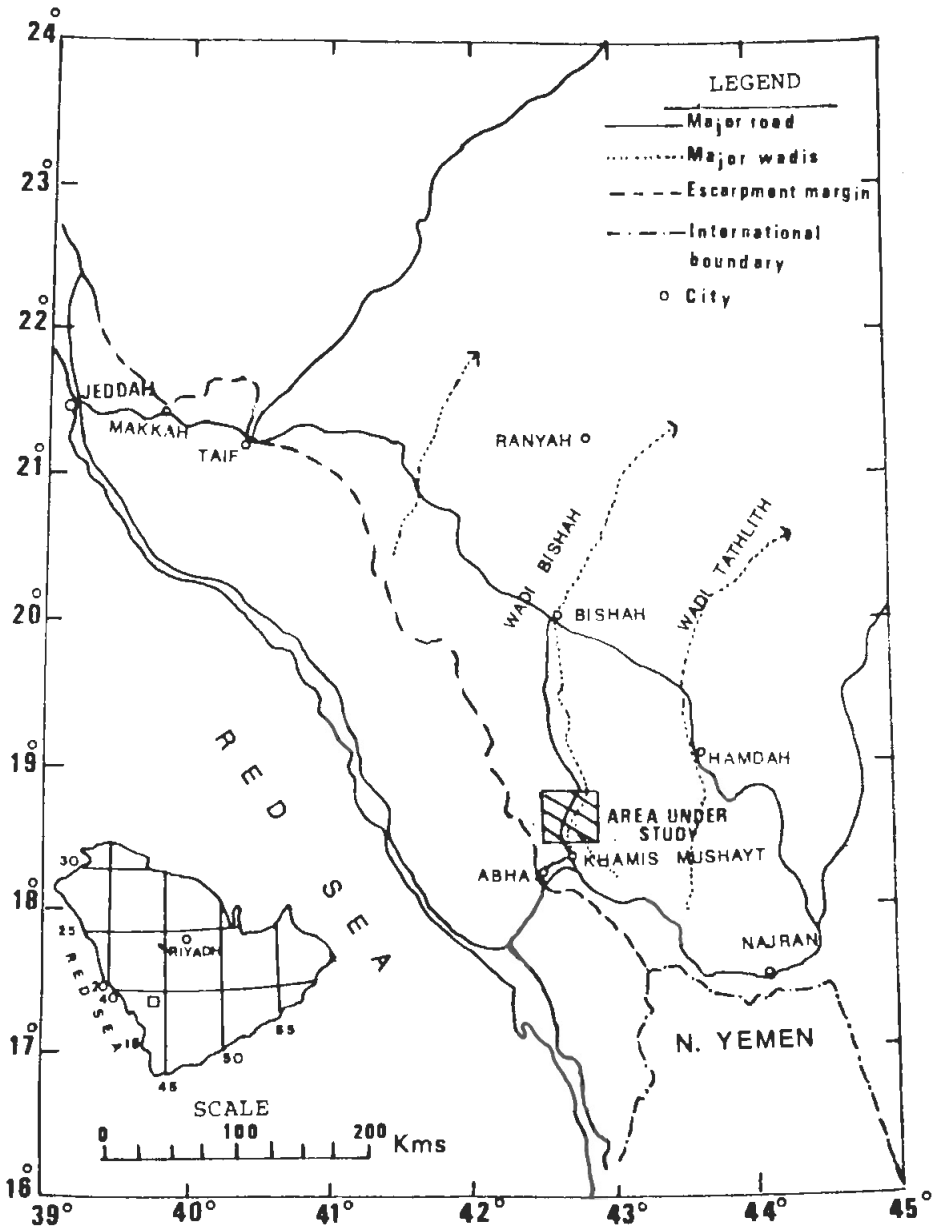 24°
LEGEND
Major road
Major wadis
Escarpment margin
International
boundary
City
23°
22°
JEDDAH
MAKKAH
TAIF
RANYAH
21°
WADI BISHAH
WADI TATHLITH
BISHAH
20°
RED SEA
HAMDAH
19°
AREA UNDER
STUDY
KHAMIS MUSHAYT
ABHA
18°
NAJRAN
30
25
RIYADH
RED SEA
20
40
15
45
50
55
17°
N. YEMEN
SCALE
0 100 200 Kms
16°
39° 40° 41° 42° 43° 44° 45°